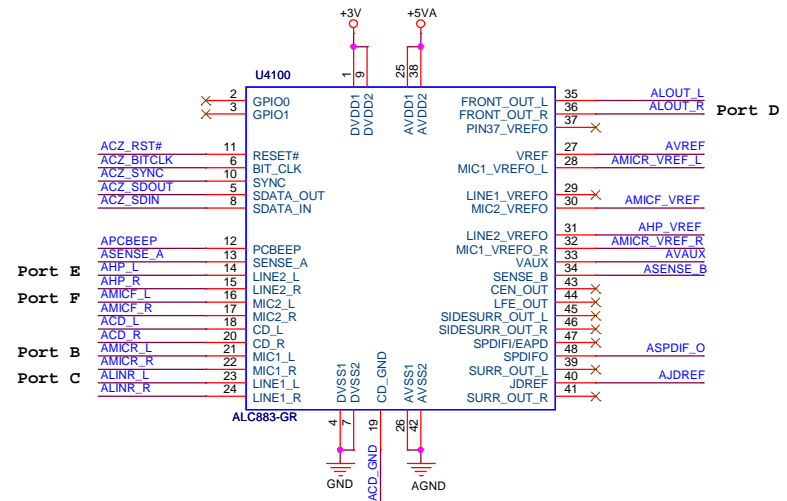 +3V
+5VA
U4100
1
9
25
38
DVDD1
DVDD2
AVDD1
AVDD2
2
GPIO0
3
GPIO1
ACZ_RST#
11
RESET#
ACZ_BITCLK
6
BIT_CLK
ACZ_SYNC
10
SYNC
ACZ_SDOUT
5
SDATA_OUT
ACZ_SDIN
8
SDATA_IN
APCBEEP
12
PCBEEP
ASENSE_A
13
SENSE_A
Port E
AHP_L
14
LINE2_L
AHP_R
15
LINE2_R
Port F
AMICF_L
16
MIC2_L
AMICF_R
17
MIC2_R
ACD_L
18
CD_L
ACD_R
20
CD_R
Port B
AMICR_L
21
MIC1_L
AMICR_R
22
MIC1_R
Port C
ALINR_L
23
LINE1_L
ALINR_R
24
LINE1_R
FRONT_OUT_L
35
ALOUT_L
FRONT_OUT_R
36
ALOUT_R
Port D
PIN37_VREFO
37
VREF
27
AVREF
MIC1_VREFO_L
28
AMICR_VREF_L
LINE1_VREFO
29
MIC2_VREFO
30
AMICF_VREF
LINE2_VREFO
31
AHP_VREF
MIC1_VREFO_R
32
AMICR_VREF_R
VAUX
33
AVAUX
SENSE_B
34
ASENSE_B
CEN_OUT
43
LFE_OUT
44
SIDESURR_OUT_L
45
SIDESURR_OUT_R
46
SPDIFI/EAPD
47
SPDIFO
48
ASPDIF_O
SURR_OUT_L
39
JDREF
40
AJDREF
SURR_OUT_R
41
DVSS1
DVSS2
CD_GND
AVSS1
AVSS2
ALC883-GR
4
7
19
26
42
GND
ACD_GND
AGND